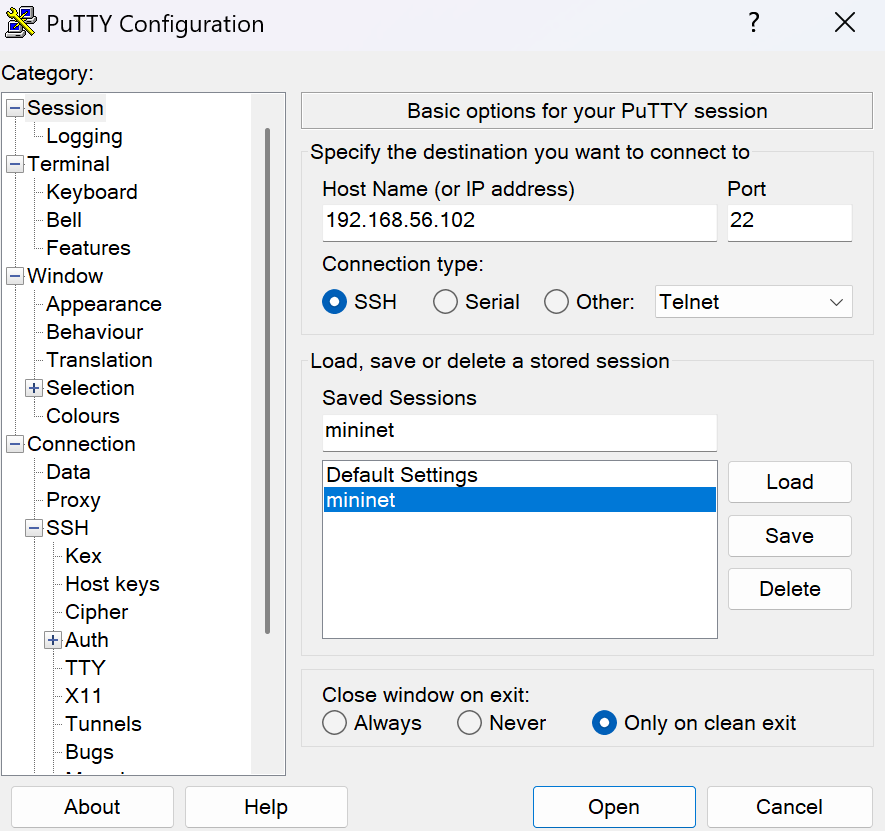 PuTTY Configuration
?
Category:
Session
Logging
Terminal
Keyboard
Bell
Features
Window
Appearance
Behaviour
Translation
Selection
Colours
Connection
Data
Proxy
SSH
Kex
Host keys
Cipher
Auth
TTY
X11
Tunnels
Bugs
Basic options for your PuTTY session
Specify the destination you want to connect to
Host Name (or IP address) Port
192.168.56.102 22
Connection type:
SSH Serial Other: Telnet
Load, save or delete a stored session
Saved Sessions
mininet
Default Settings
mininet
Load
Save
Delete
Close window on exit:
Always Never Only on clean exit
About Help Open Cancel